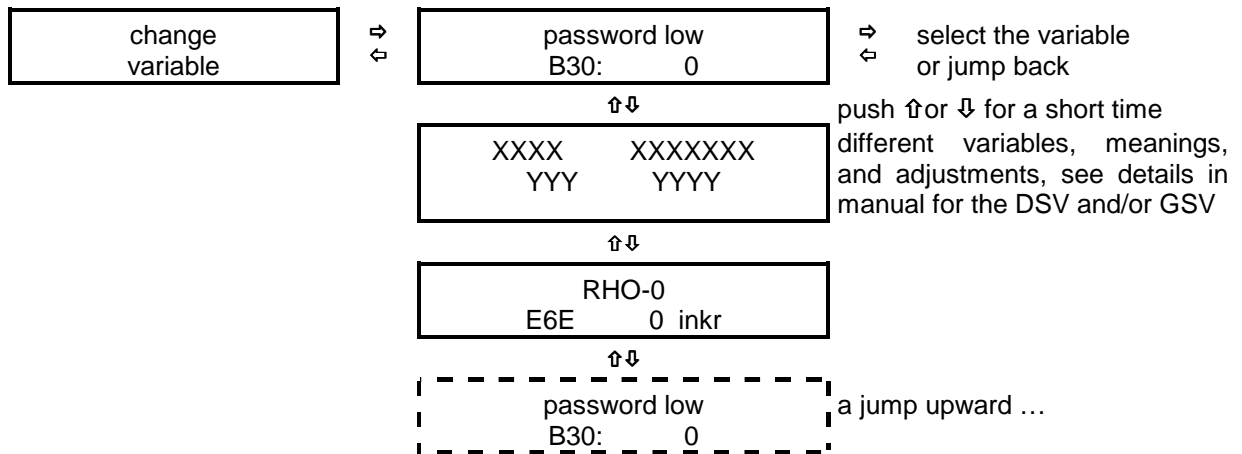 change ⇨ password low ⇨ select the variable
variable ⇦ B30: 0 ⇦ or jump back
⇧⇩ push ⇧or ⇩ for a short time
different variables, meanings,
XXXX XXXXXXX and adjustments, see details in
YYY YYYY manual for the DSV and/or GSV
⇧⇩
RHO-0
E6E 0 inkr
⇧⇩
password low a jump upward …
B30: 0